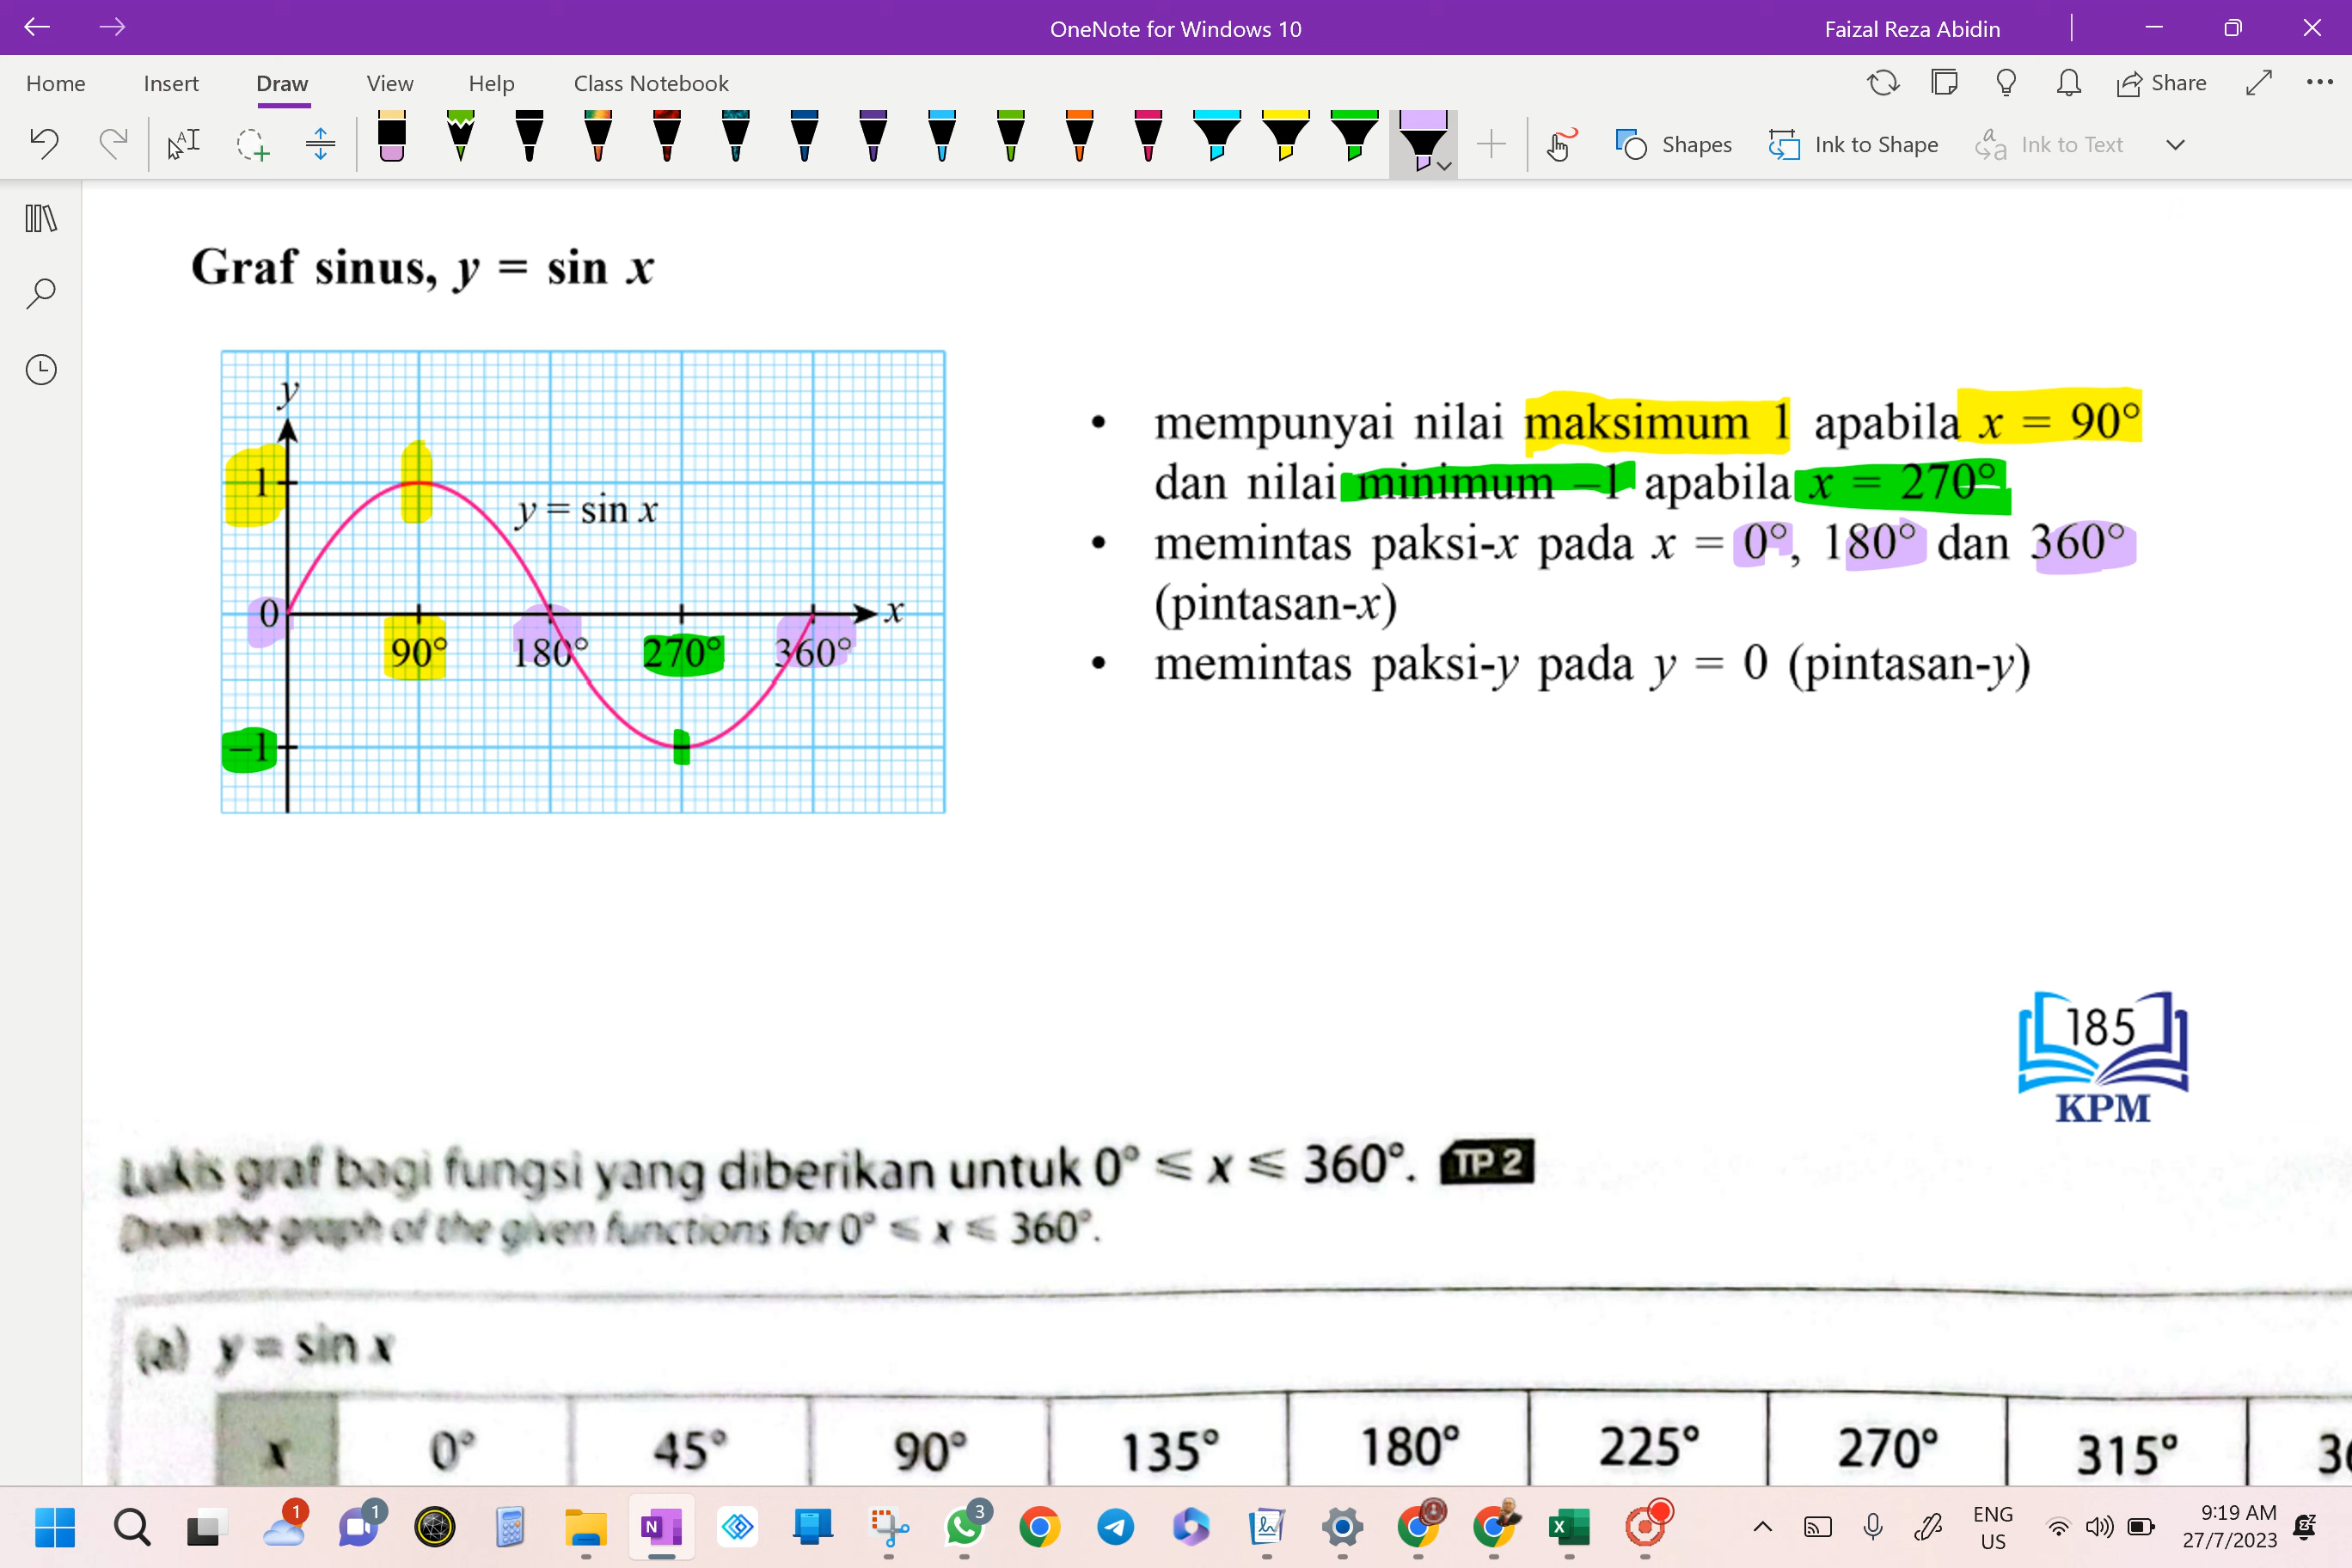 OneNote for Windows 10
Faizal Reza Abidin
Home Insert Draw View Help Class Notebook Share
Shapes Ink to Shape Ink to Text
Graf sinus, y = sin x
y
1
y = sin x
0
x
90° 180° 270° 360°
–1
• mempunyai nilai maksimum 1 apabila x = 90°
dan nilai minimum –1 apabila x = 270°
• memintas paksi-x pada x = 0°, 180° dan 360°
(pintasan-x)
• memintas paksi-y pada y = 0 (pintasan-y)
185
KPM
Lukis graf bagi fungsi yang diberikan untuk 0° ⩽ x ⩽ 360°. TP 2
Draw the graph of the given functions for 0° ⩽ x ⩽ 360°.
(a) y = sin x
x 0° 45° 90° 135° 180° 225° 270° 315°
1 1 3
ENG
US
9:19 AM
27/7/2023